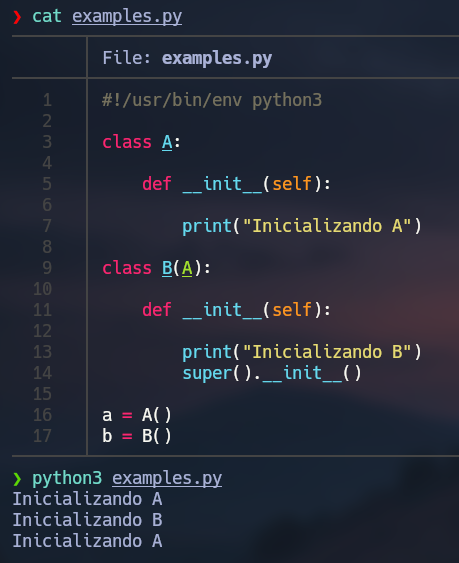 ❯ cat examples.py
File: examples.py
1 #!/usr/bin/env python3
2
3 class A:
4
5     def __init__(self):
6
7         print("Inicializando A")
8
9 class B(A):
10
11     def __init__(self):
12
13         print("Inicializando B")
14         super().__init__()
15
16 a = A()
17 b = B()
❯ python3 examples.py
Inicializando A
Inicializando B
Inicializando A